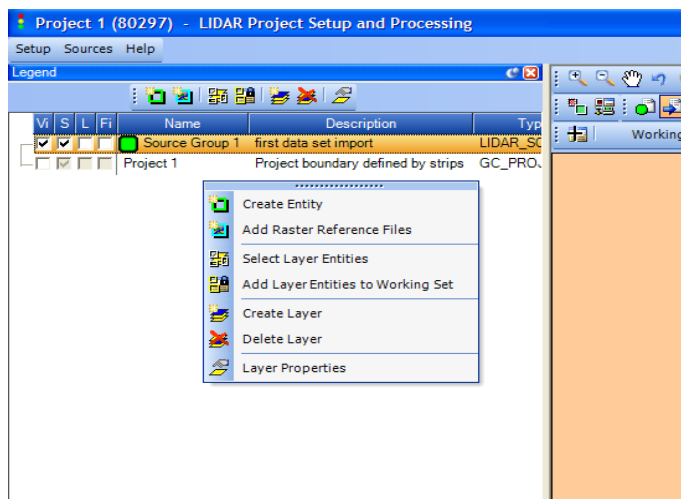 Project 1 (80297) - LIDAR Project Setup and Processing
Setup Sources Help
Legend
Vi S L Fi Name Description Typ
Source Group 1 first data set import LIDAR_SO
Project 1 Project boundary defined by strips GC_PRO
Working
Create Entity
Add Raster Reference Files
Select Layer Entities
Add Layer Entities to Working Set
Create Layer
Delete Layer
Layer Properties